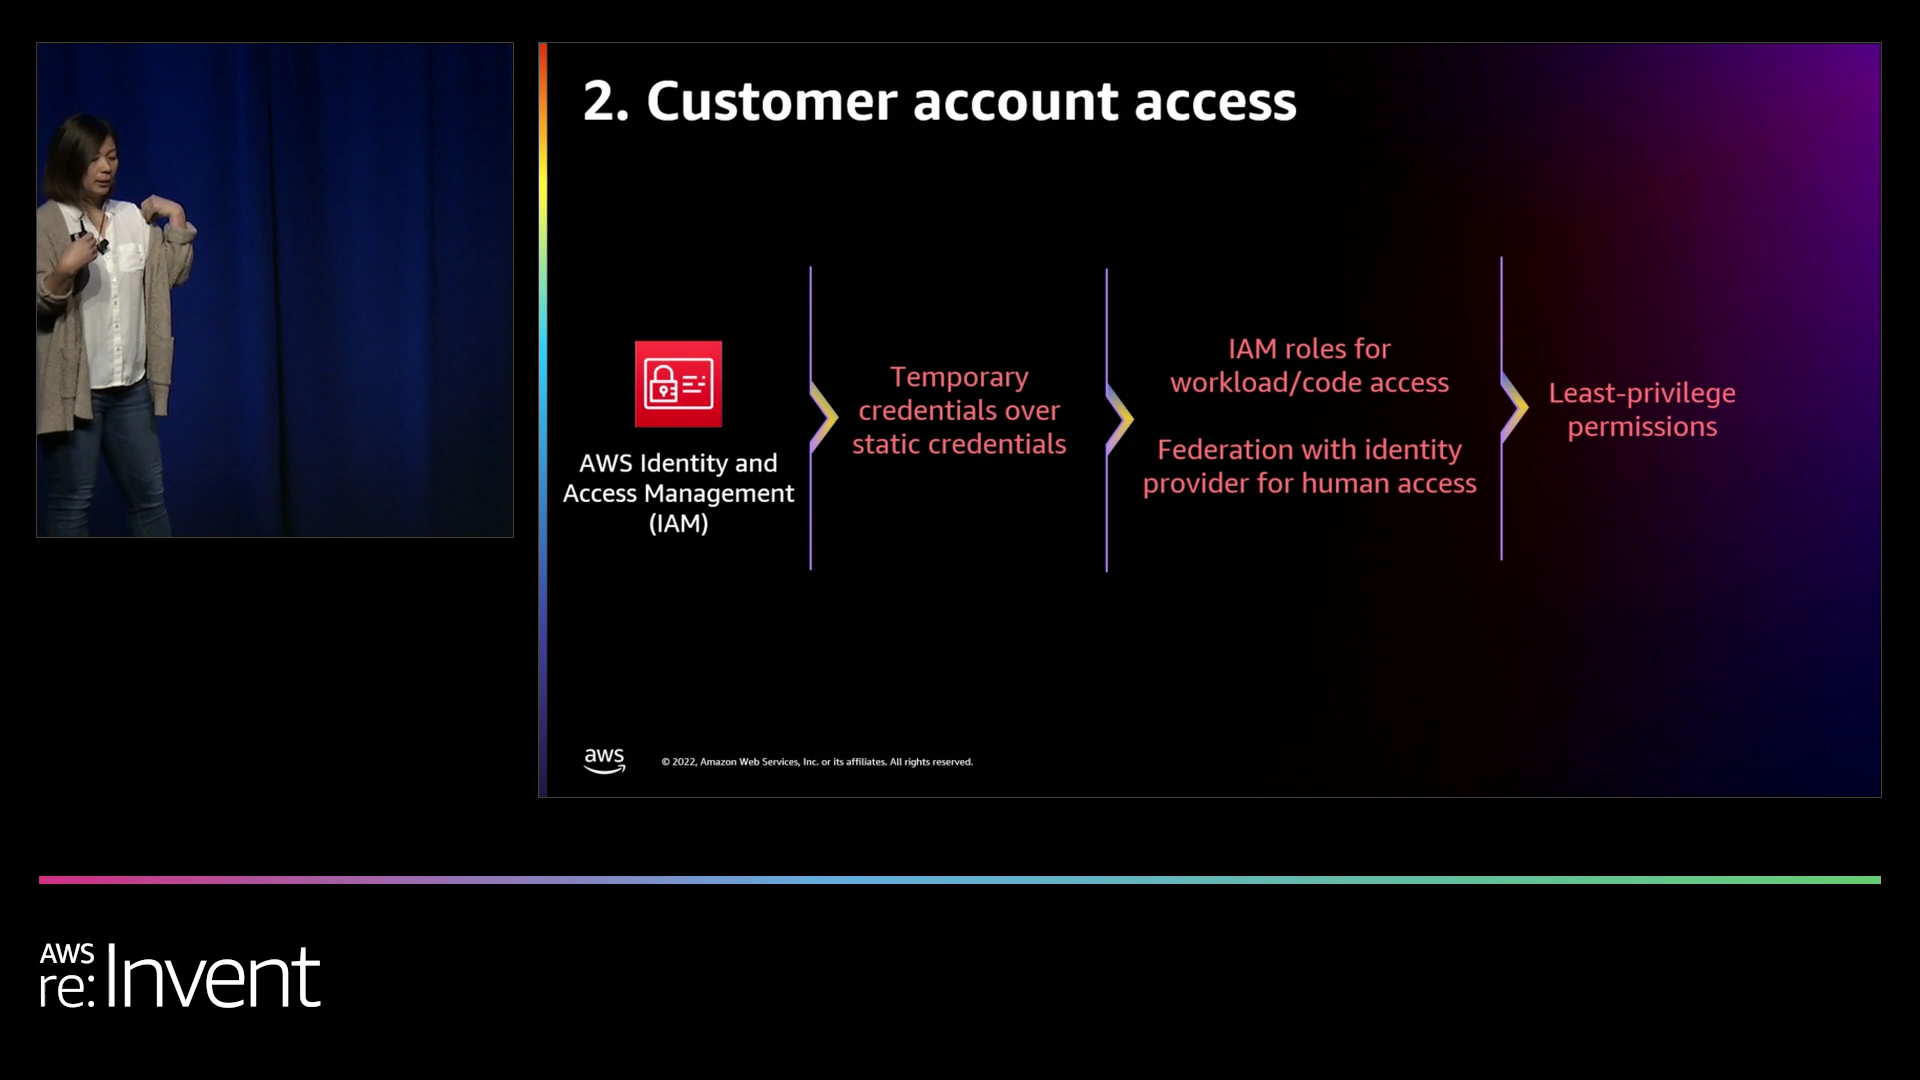 2. Customer account access
AWS Identity and
Access Management
(IAM)
Temporary
credentials over
static credentials
IAM roles for
workload/code access
Federation with identity
provider for human access
Least-privilege
permissions
aws
© 2022, Amazon Web Services, Inc. or its affiliates. All rights reserved.
AWS
re:Invent